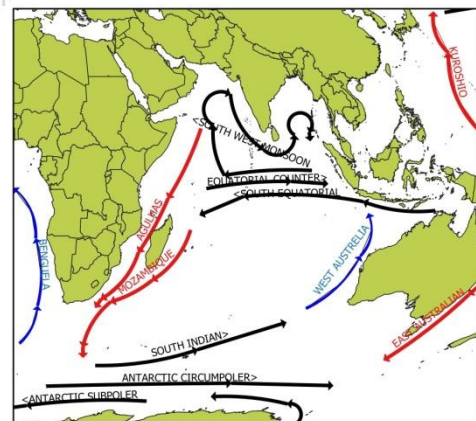 KUROSHIO
<SOUTH WEST MONSOON
EQUATORIAL COUNTER>
<SOUTH EQUATORIAL
AGULHAS
MOZAMBIQUE
BENGUELA
WEST AUSTRELIA
EAST AUSTRALIAN
SOUTH INDIAN>
ANTARCTIC CIRCUMPOLER>
<ANTARCTIC SUBPOLER